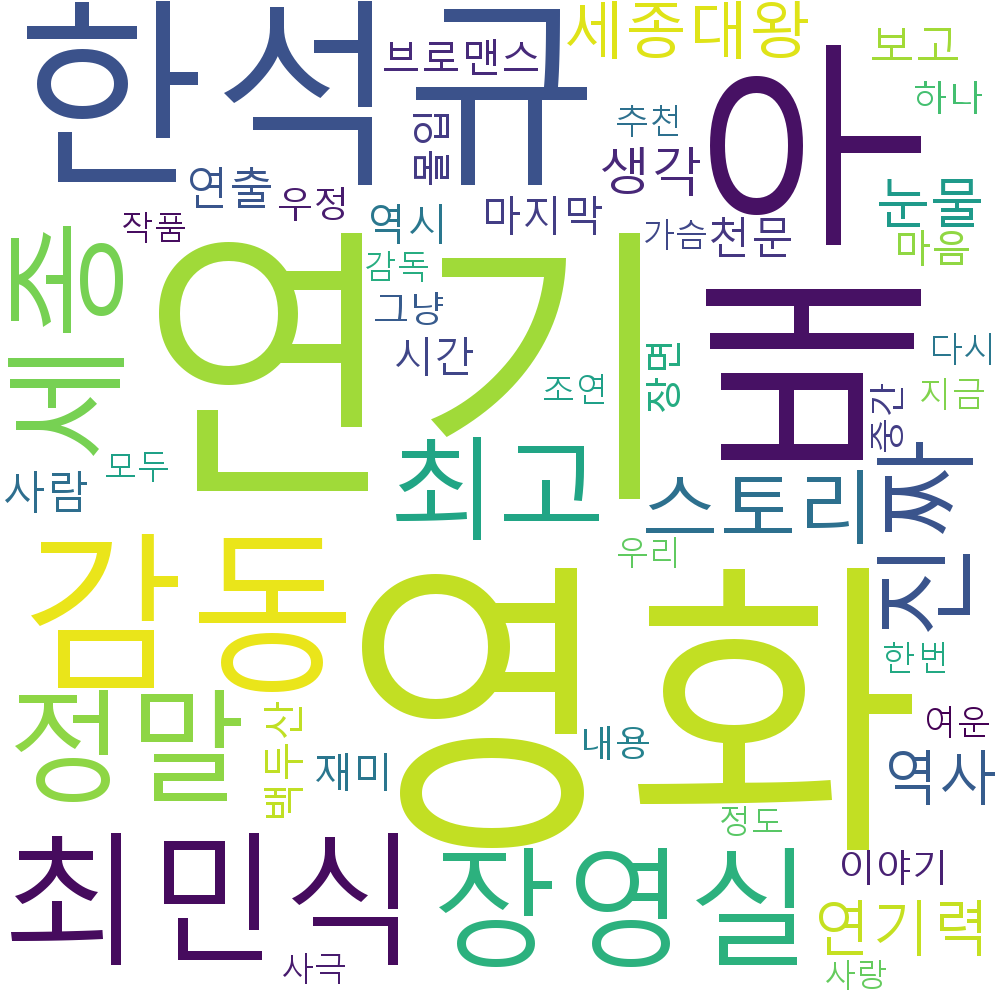 한석규
브로맨스
세종대왕
보고
하나
아
추천
몰입
생각
연출
우정
눈물
작품
역시
마지막
가슴
천문
마음
세종
연기
감독
그냥
배
시간
장면
다시
조연
지금
중간
최고
모두
사람
스토리
진짜
감동
우리
영화
한번
정말
백두산
여운
재미
내용
역사
정도
최민식
장영실
이야기
연기력
사극
사랑